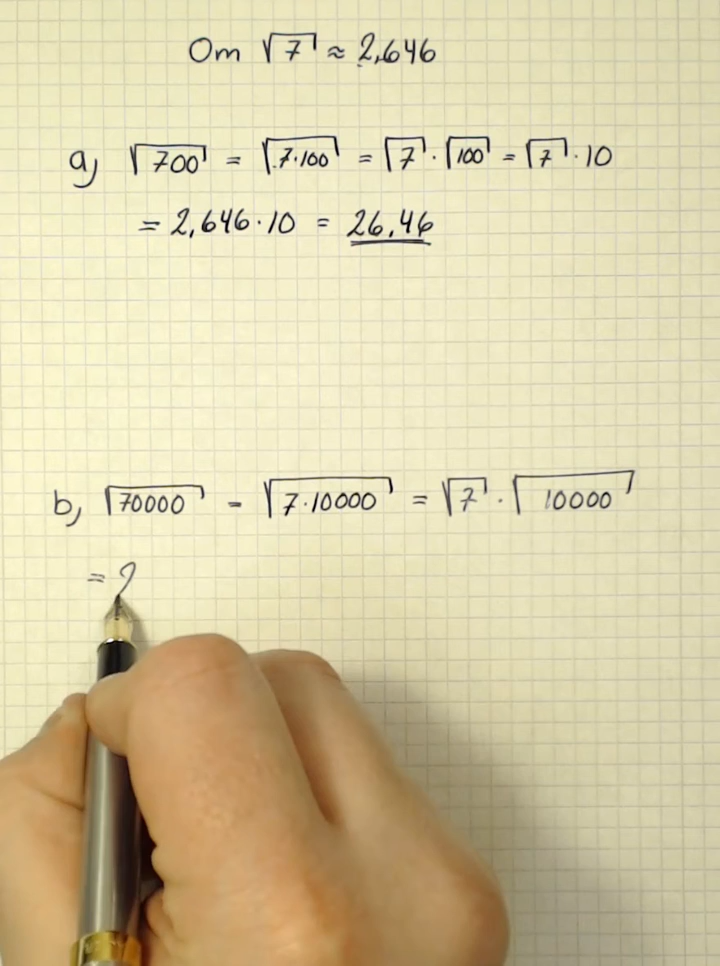 Om √7 ≈ 2,646
a) √700 = √7·100 = √7 · √100 = √7 · 10
= 2,646 · 10 = 26,46
b) √70000 = √7·10000 = √7 · √10000
= 2